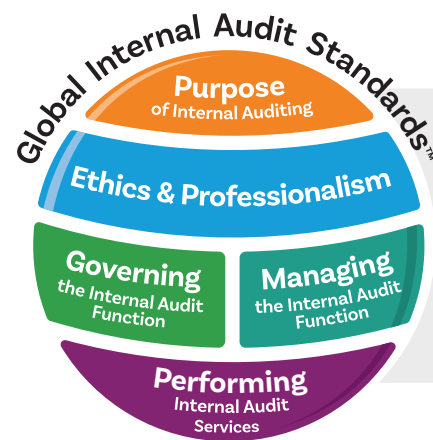 Global Internal Audit Standards™
Purpose
of Internal Auditing
Ethics & Professionalism
Governing
the Internal Audit
Function
Managing
the Internal Audit
Function
Performing
Internal Audit
Services